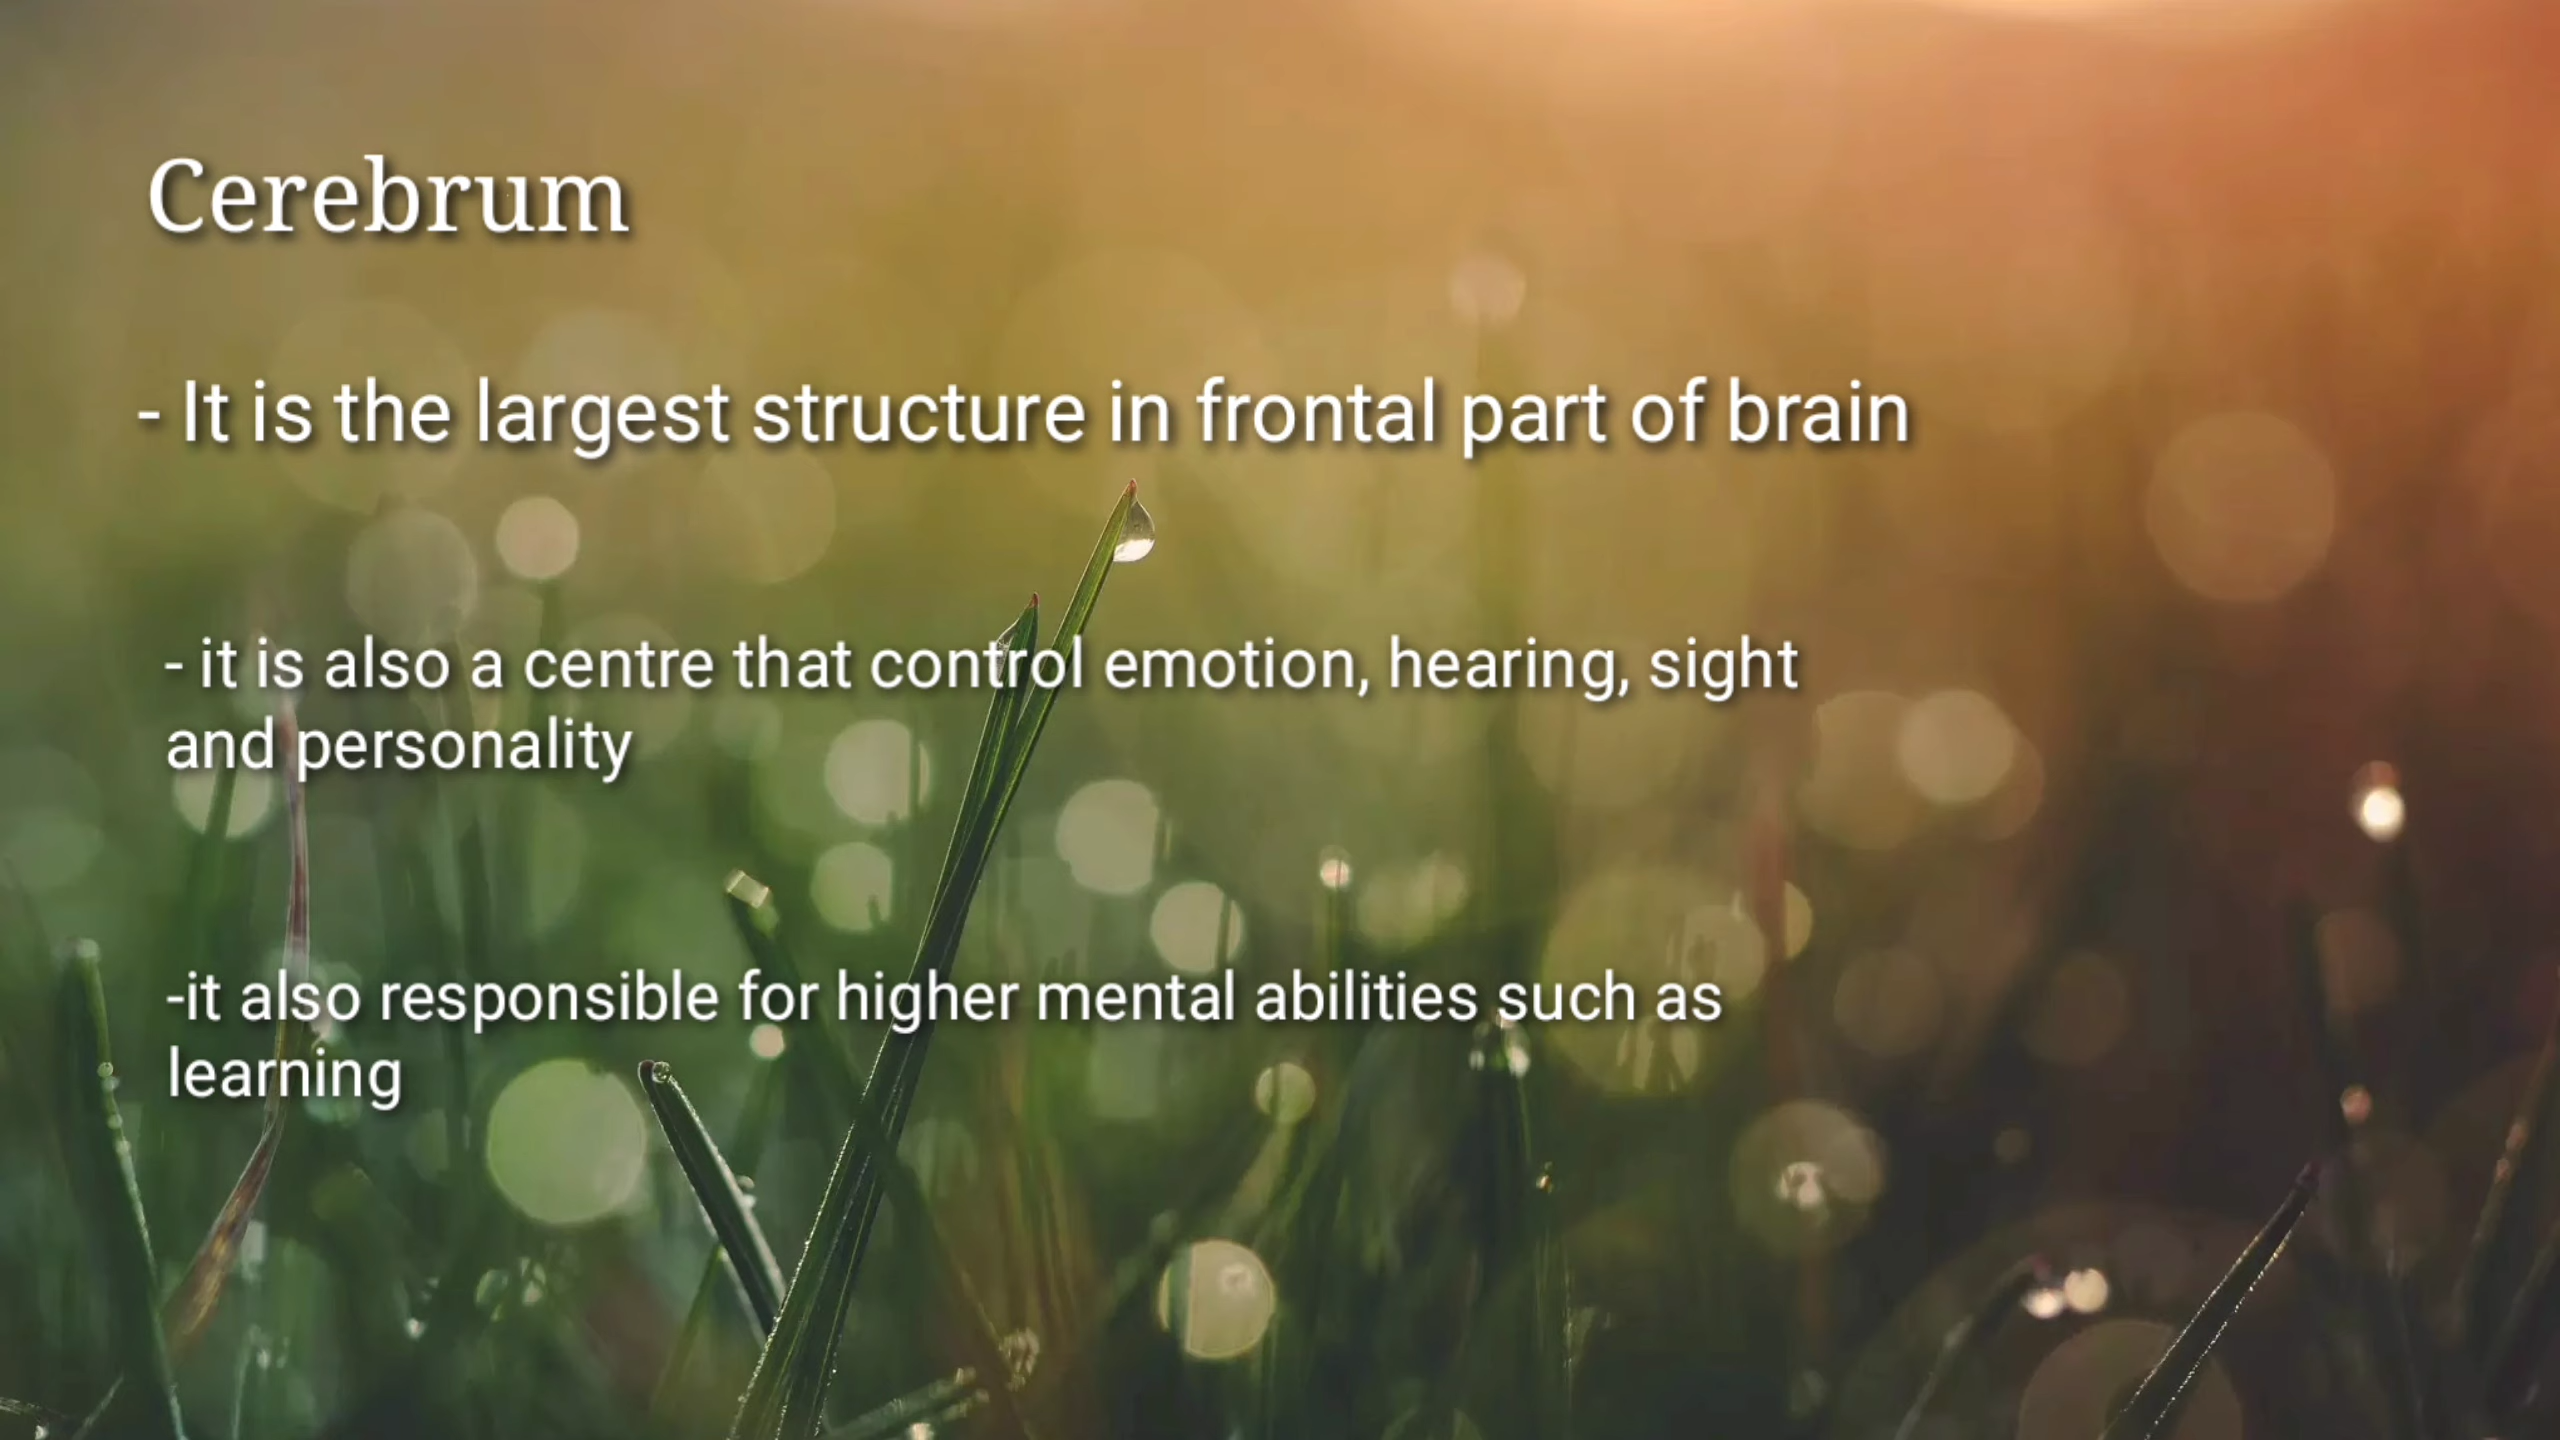 Cerebrum
- It is the largest structure in frontal part of brain
- it is also a centre that control emotion, hearing, sight
and personality
-it also responsible for higher mental abilities such as
learning